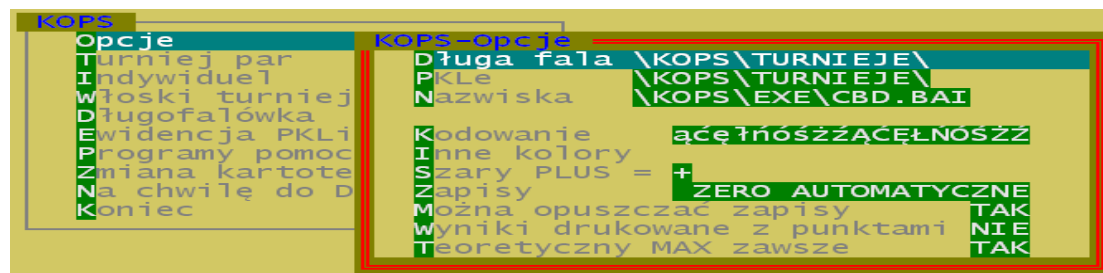 KOPS
Opcje
Turniej par
Indywiduel
Włoski turniej
Długofalówka
Ewidencja PKLi
Programy pomoc
Zmiana kartote
Na chwilę do D
Koniec
KOPS-Opcje
Długa fala \KOPS\TURNIEJE\
PKLe \KOPS\TURNIEJE\
Nazwiska \KOPS\EXE\CBD.BAI
Kodowanie ąćęłńóśżźĄĆĘŁŃÓŚŻŹ
Inne kolory
Szary PLUS = +
Zapisy ZERO AUTOMATYCZNE
Można opuszczać zapisy TAK
Wyniki drukowane z punktami NIE
Teoretyczny MAX zawsze TAK